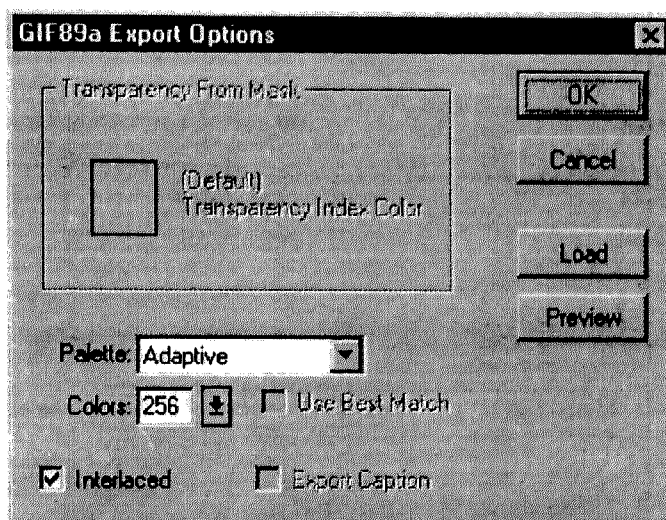 GIF89a Export Options
Transparency From Mask
(Default)
Transparency Index Color
OK
Cancel
Load
Preview
Palette: Adaptive
Colors: 256
Use Best Match
Interlaced
Export Caption